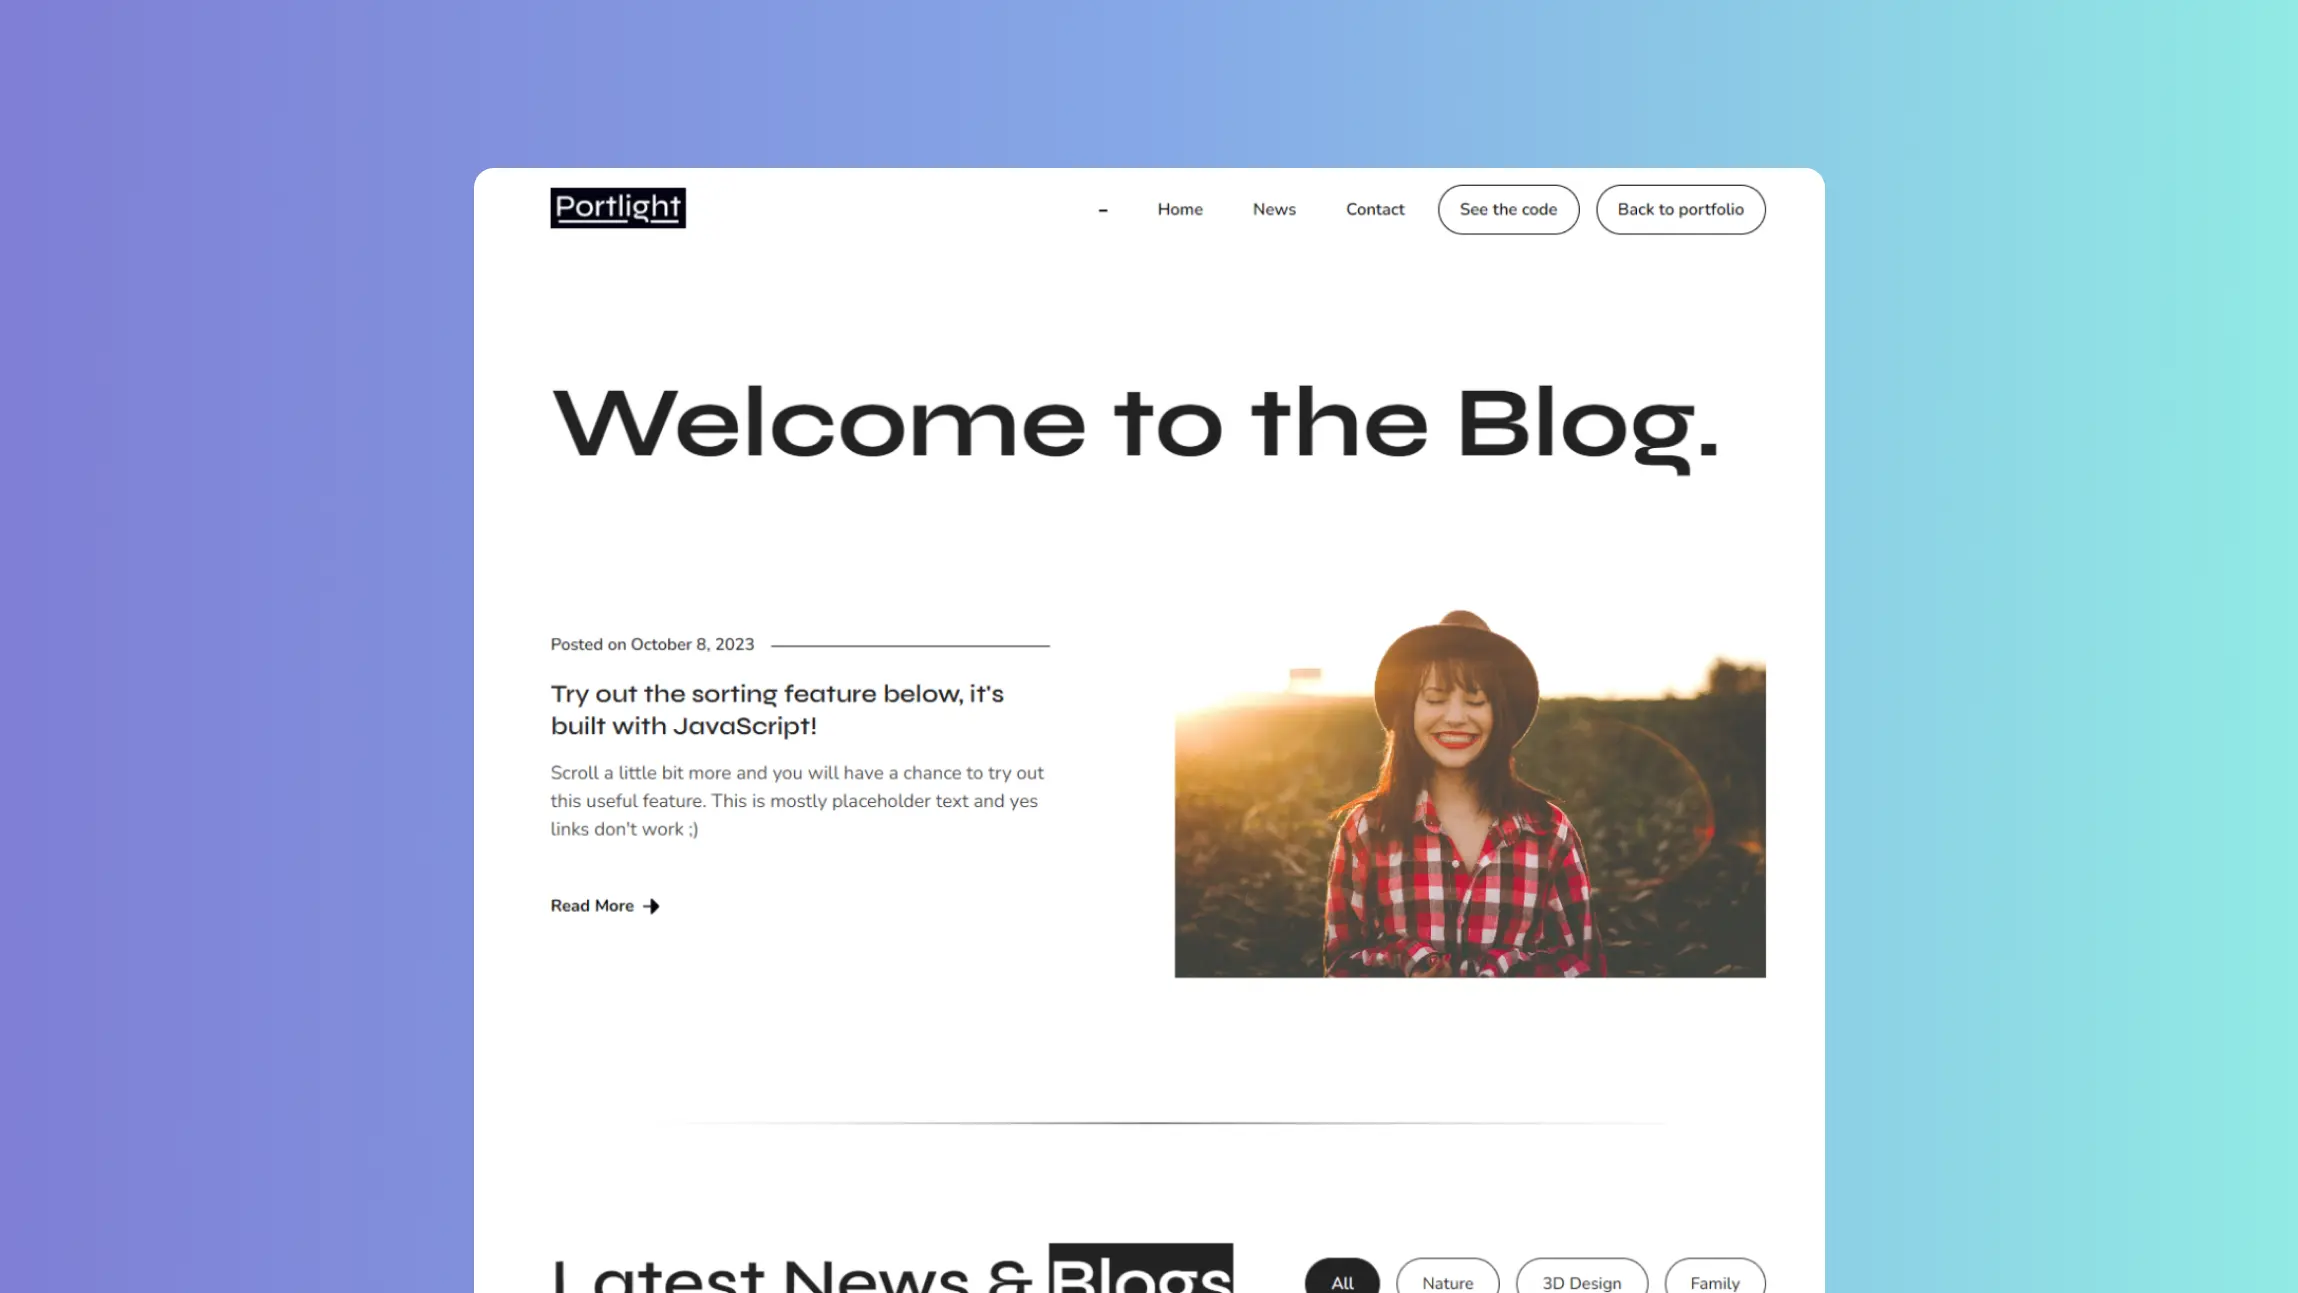 Portlight
– Home News Contact See the code Back to portfolio
Welcome to the Blog.
Posted on October 8, 2023
Try out the sorting feature below, it's
built with JavaScript!
Scroll a little bit more and you will have a chance to try out
this useful feature. This is mostly placeholder text and yes
links don't work ;)
Read More
Latest News & Blogs
All Nature 3D Design Family